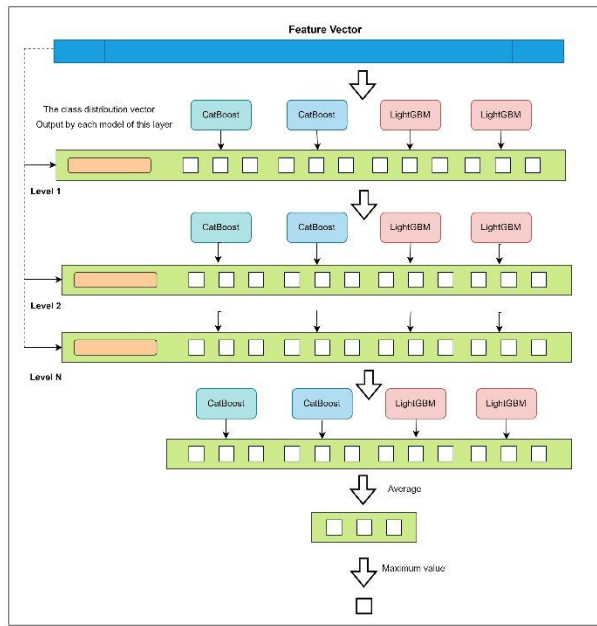 Feature Vector
The class distribution vector
Output by each model of this layer
CatBoost
CatBoost
LightGBM
LightGBM
Level 1
CatBoost
CatBoost
LightGBM
LightGBM
Level 2
Level N
CatBoost
CatBoost
LightGBM
LightGBM
Average
Maximum value